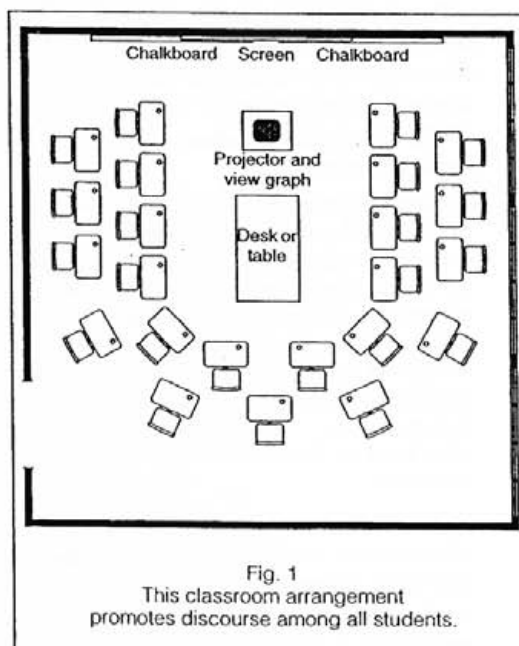 Chalkboard Screen Chalkboard
Projector and
view graph
Desk or
table
Fig. 1
This classroom arrangement
promotes discourse among all students.